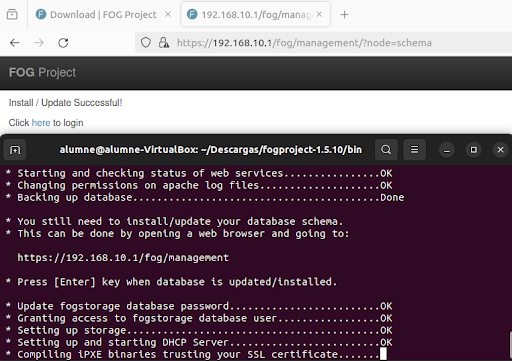 Download | FOG Project
192.168.10.1/fog/manag
https://192.168.10.1/fog/management/?node=schema
FOG Project
Install / Update Successful!
Click here to login
alumne@alumne-VirtualBox: ~/Descargas/fogproject-1.5.10/bin
* Starting and checking status of web services................OK
* Changing permissions on apache log files....................OK
* Backing up database.........................................Done
* You still need to install/update your database schema.
* This can be done by opening a web browser and going to:
https://192.168.10.1/fog/management
* Press [Enter] key when database is updated/installed.
* Update fogstorage database password.........................OK
* Granting access to fogstorage database user.................OK
* Setting up storage..........................................OK
* Setting up and starting DHCP Server.........................OK
* Compiling iPXE binaries trusting your SSL certificate.......